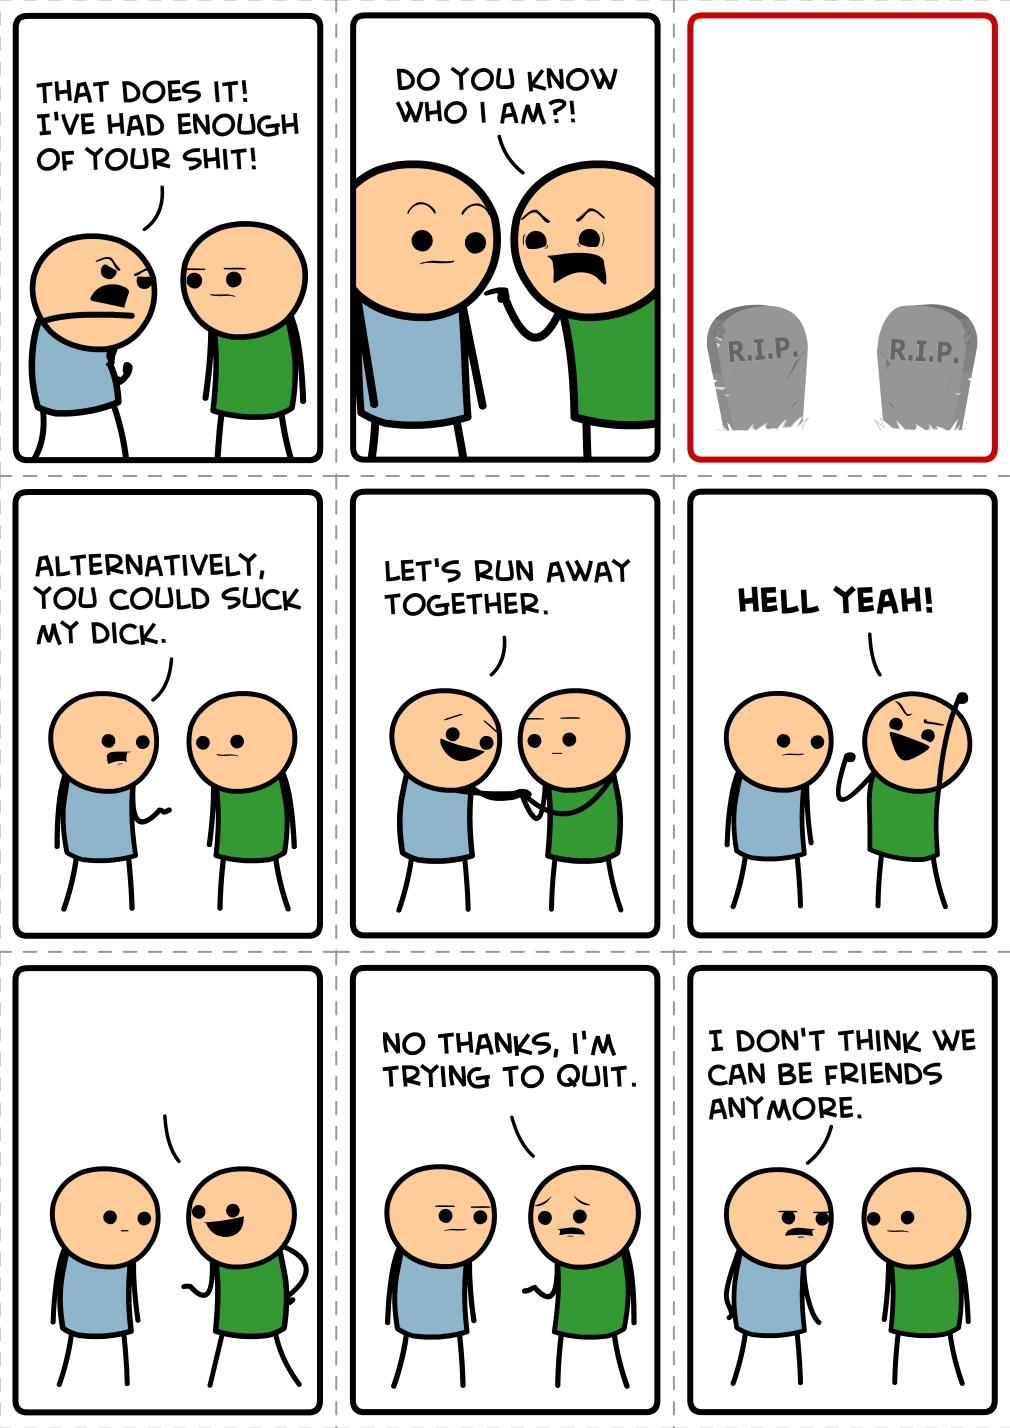 THAT DOES IT!
I'VE HAD ENOUGH
OF YOUR SHIT!
DO YOU KNOW
WHO I AM?!
R.I.P.
R.I.P.
ALTERNATIVELY,
YOU COULD SUCK
MY DICK.
LET'S RUN AWAY
TOGETHER.
HELL YEAH!
NO THANKS, I'M
TRYING TO QUIT.
I DON'T THINK WE
CAN BE FRIENDS
ANYMORE.